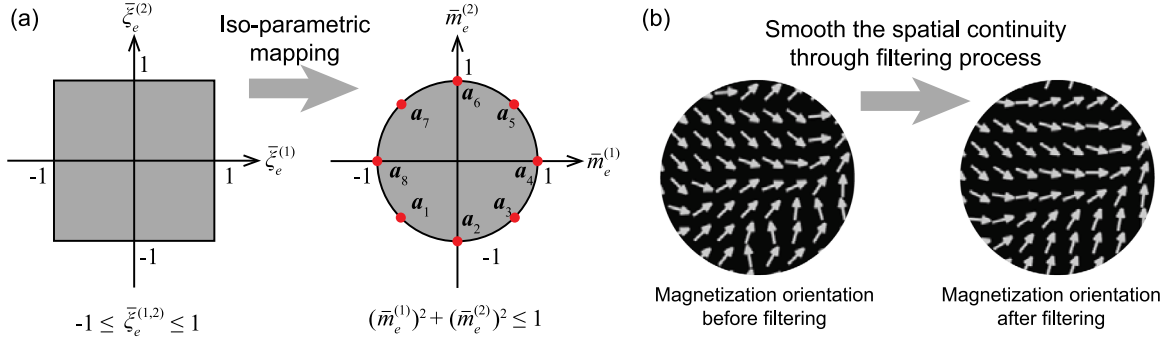 (a)
ξ̄ₑ⁽²⁾
1
-1
1
ξ̄ₑ⁽¹⁾
-1
-1 ≤ ξ̄ₑ⁽¹,²⁾ ≤ 1
Iso-parametric
mapping
m̄ₑ⁽²⁾
1
a₆
a₇
a₅
m̄ₑ⁽¹⁾
-1
a₈
a₄
1
a₁
a₂
a₃
-1
(m̄ₑ⁽¹⁾)² + (m̄ₑ⁽²⁾)² ≤ 1
(b)
Smooth the spatial continuity
through filtering process
Magnetization orientation
before filtering
Magnetization orientation
after filtering